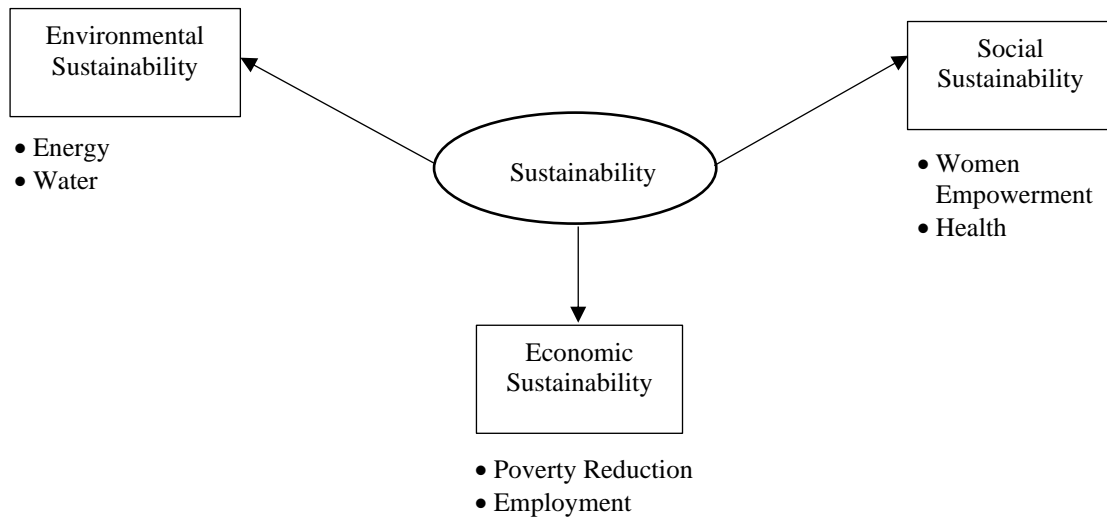 Environmental
Sustainability
• Energy
• Water
Sustainability
Social
Sustainability
• Women
Empowerment
• Health
Economic
Sustainability
• Poverty Reduction
• Employment